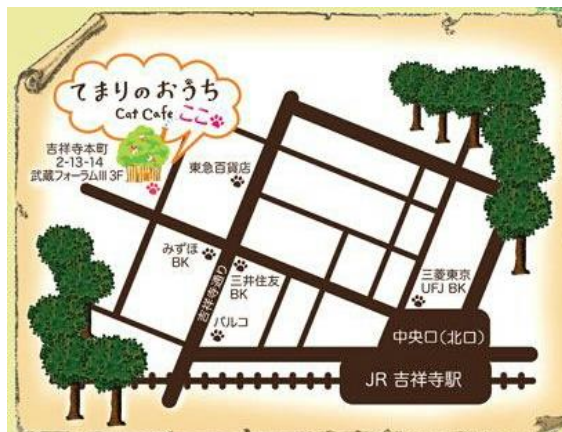 てまりのおうち
Cat Cafe ここ
吉祥寺本町
2-13-14
武蔵フォーラムⅢ 3F
東急百貨店
みずほ
BK
三井住友
BK
吉祥寺通り
パルコ
三菱東京
UFJ BK
中央口(北口)
JR 吉祥寺駅